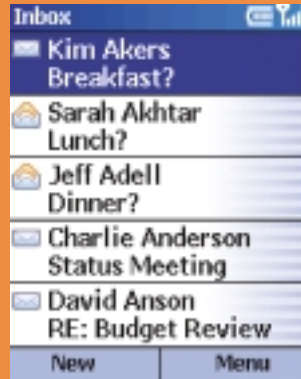 Inbox
Kim Akers
Breakfast?
Sarah Akhtar
Lunch?
Jeff Adell
Dinner?
Charlie Anderson
Status Meeting
David Anson
RE: Budget Review
New Menu